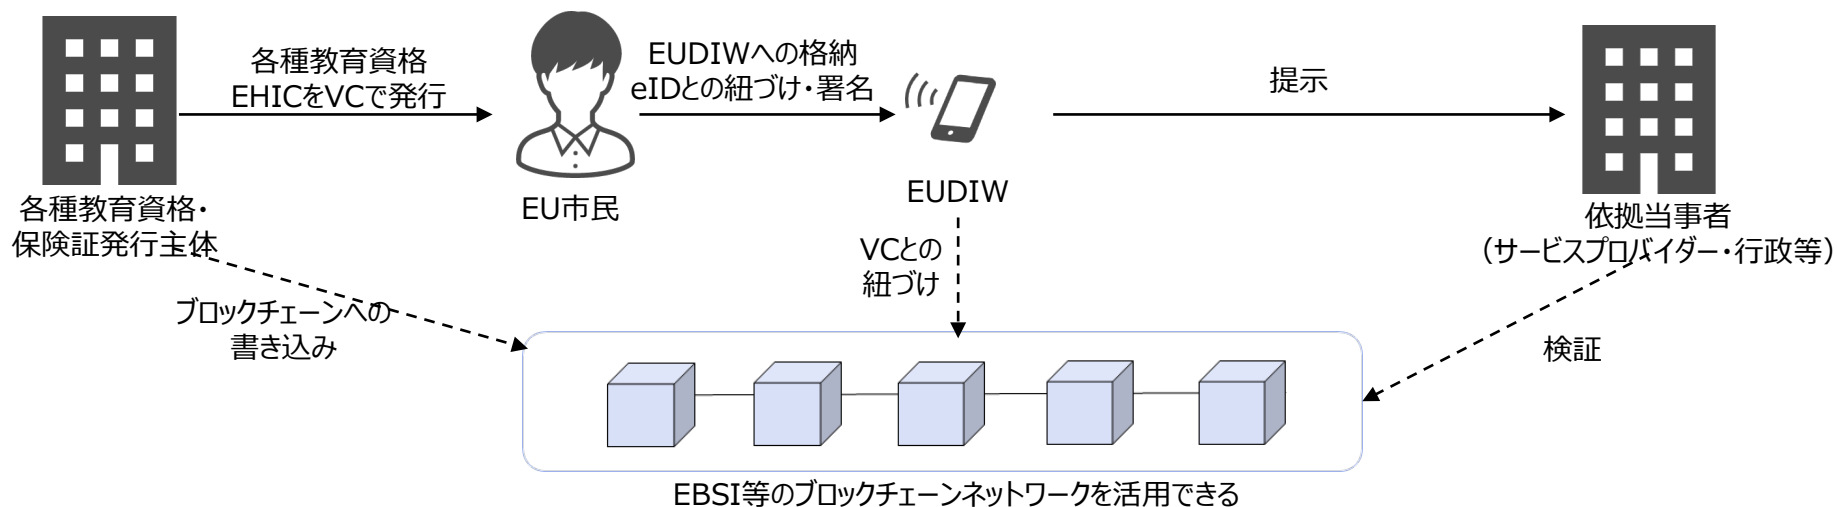 各種教育資格
EHICをVCで発行
EUDIWへの格納
eIDとの紐づけ・署名
提示
各種教育資格・
保険証発行主体
EU市民
EUDIW
依拠当事者
（サービスプロバイダー・行政等）
VCとの
紐づけ
ブロックチェーンへの
書き込み
検証
EBSI等のブロックチェーンネットワークを活用できる